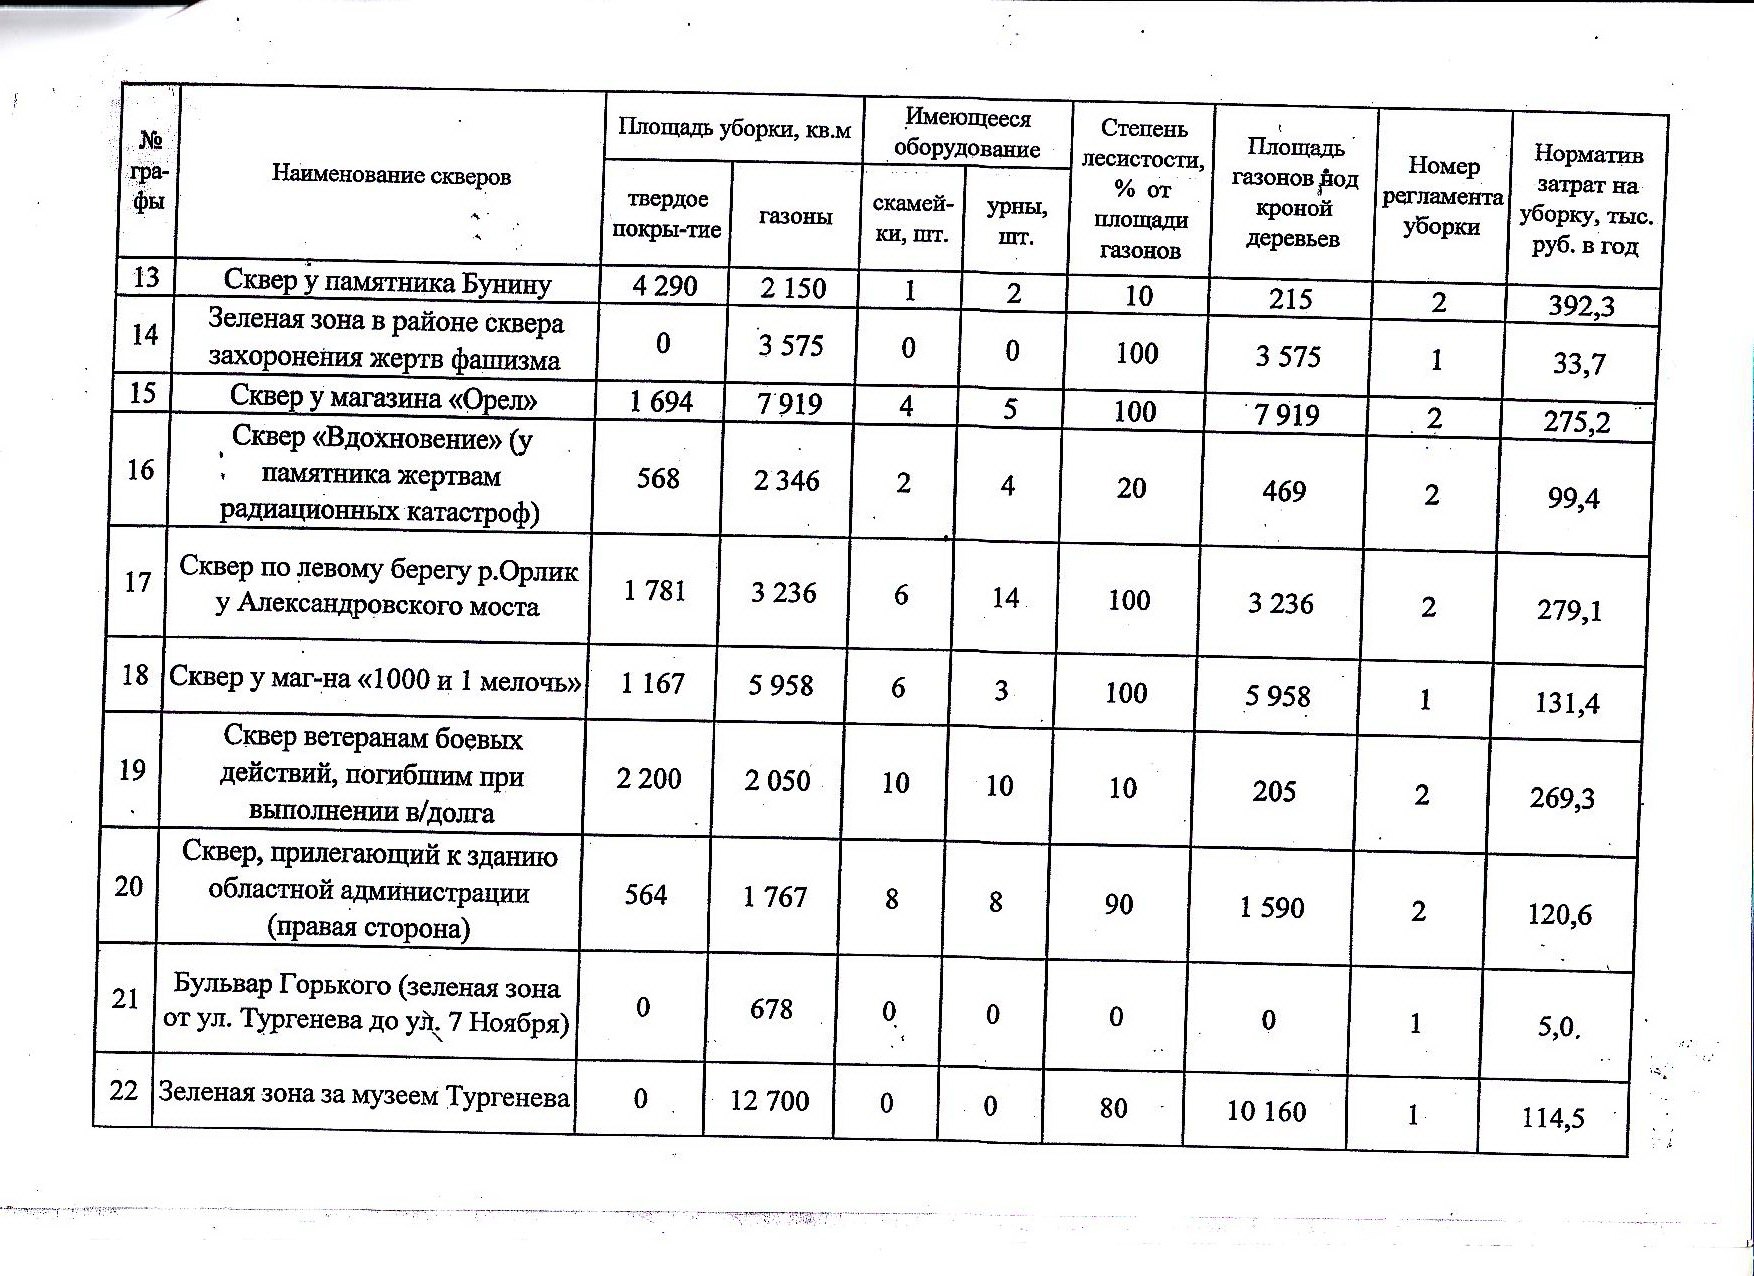 № гра-фы
Наименование скверов
Площадь уборки, кв.м
Имеющееся оборудование
Степень лесистости, % от площади газонов
Площадь газонов под кроной деревьев
Номер регламента уборки
Норматив затрат на уборку, тыс. руб. в год
твердое покры-тие
газоны
скамей-ки, шт.
урны, шт.
13 Сквер у памятника Бунину 4 290 2 150 1 2 10 215 2 392,3
14 Зеленая зона в районе сквера захоронения жертв фашизма 0 3 575 0 0 100 3 575 1 33,7
15 Сквер у магазина «Орел» 1 694 7 919 4 5 100 7 919 2 275,2
16 Сквер «Вдохновение» (у памятника жертвам радиационных катастроф) 568 2 346 2 4 20 469 2 99,4
17 Сквер по левому берегу р.Орлик у Александровского моста 1 781 3 236 6 14 100 3 236 2 279,1
18 Сквер у маг-на «1000 и 1 мелочь» 1 167 5 958 6 3 100 5 958 1 131,4
19 Сквер ветеранам боевых действий, погибшим при выполнении в/долга 2 200 2 050 10 10 10 205 2 269,3
20 Сквер, прилегающий к зданию областной администрации (правая сторона) 564 1 767 8 8 90 1 590 2 120,6
21 Бульвар Горького (зеленая зона от ул. Тургенева до ул. 7 Ноября) 0 678 0 0 0 0 1 5,0
22 Зеленая зона за музеем Тургенева 0 12 700 0 0 80 10 160 1 114,5